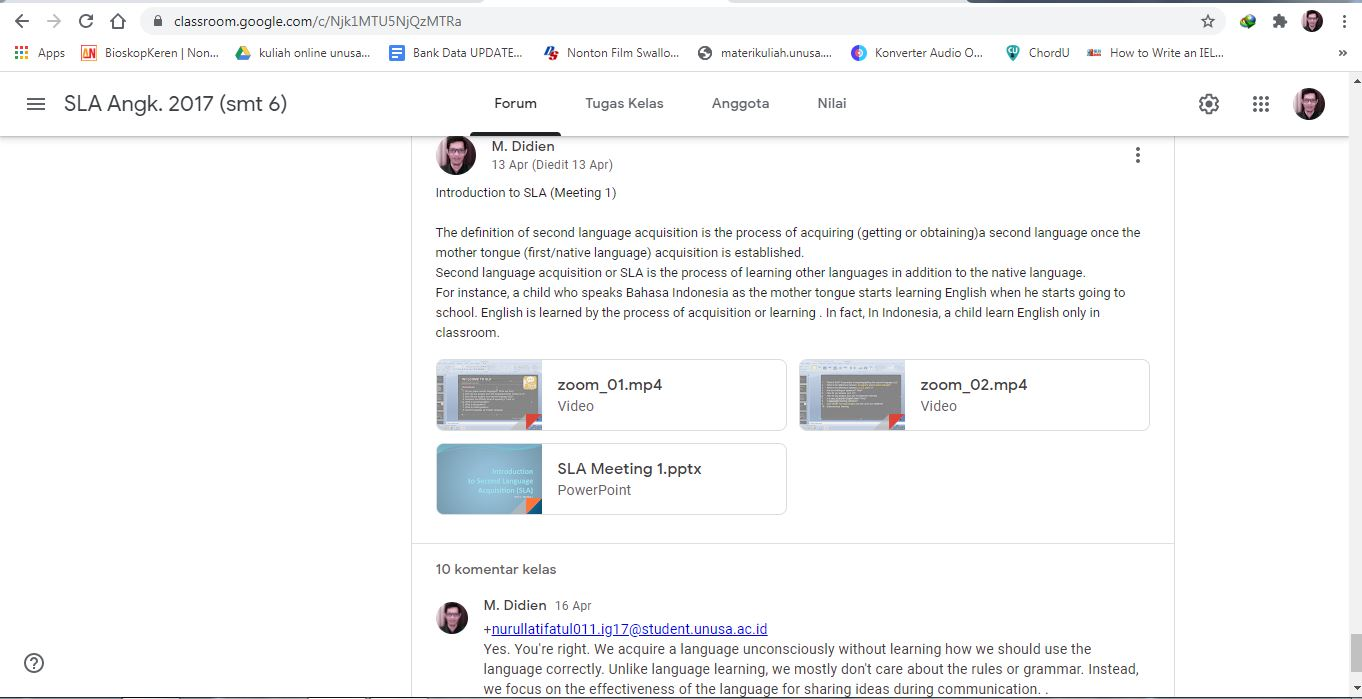 classroom.google.com/c/Njk1MTU5NjQzMTRa
Apps
BioskopKeren | Non...
kuliah online unusa...
Bank Data UPDATE...
Nonton Film Swallo...
materikuliah.unusa....
Konverter Audio O...
ChordU
How to Write an IEL...
»
SLA Angk. 2017 (smt 6)
Forum
Tugas Kelas
Anggota
Nilai
M. Didien
13 Apr (Diedit 13 Apr)
Introduction to SLA (Meeting 1)
The definition of second language acquisition is the process of acquiring (getting or obtaining)a second language once the
mother tongue (first/native language) acquisition is established.
Second language acquisition or SLA is the process of learning other languages in addition to the native language.
For instance, a child who speaks Bahasa Indonesia as the mother tongue starts learning English when he starts going to
school. English is learned by the process of acquisition or learning . In fact, In Indonesia, a child learn English only in
classroom.
zoom_01.mp4
Video
zoom_02.mp4
Video
Introduction
to Second Language
Acquisition (SLA)
SLA Meeting 1.pptx
PowerPoint
10 komentar kelas
M. Didien 16 Apr
+nurullatifatul011.ig17@student.unusa.ac.id
Yes. You're right. We acquire a language unconsciously without learning how we should use the
language correctly. Unlike language learning, we mostly don't care about the rules or grammar. Instead,
we focus on the effectiveness of the language for sharing ideas during communication. .